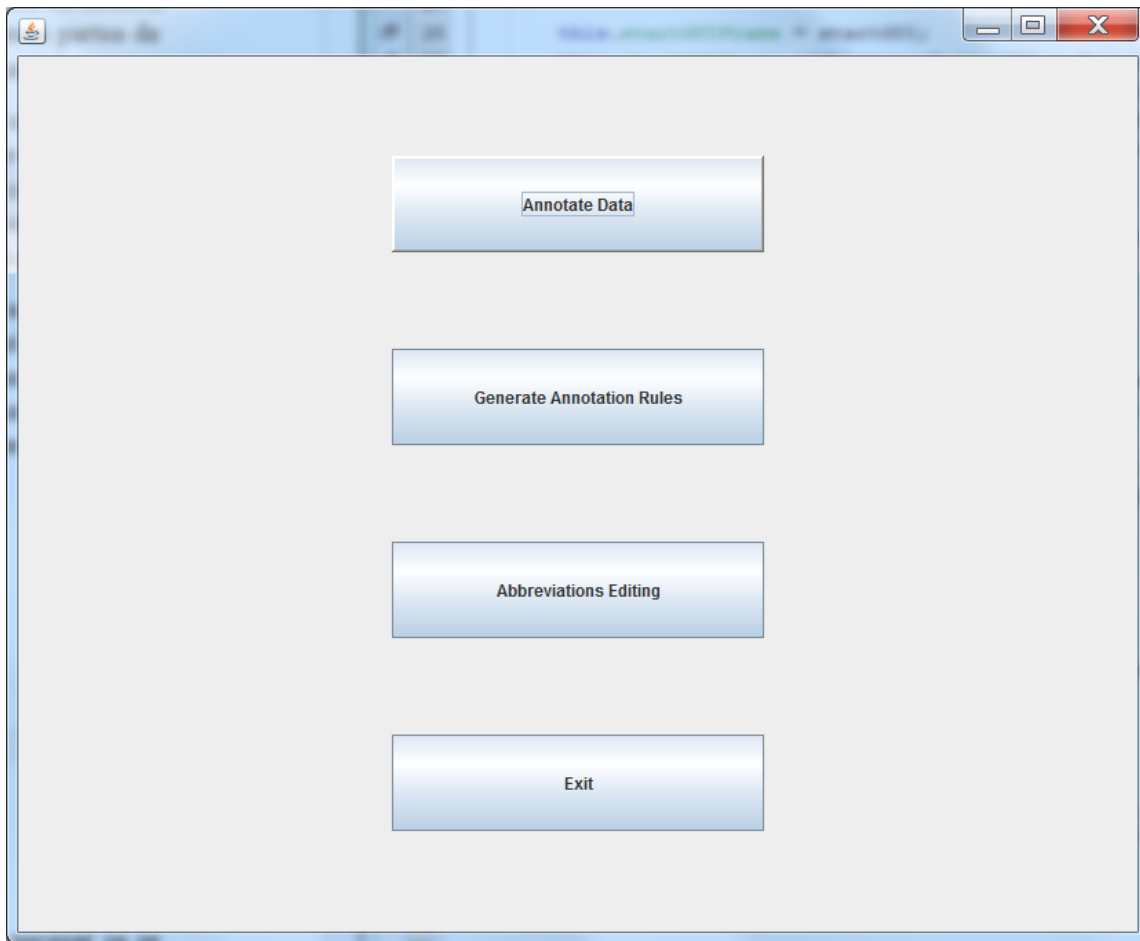 Annotate Data
Generate Annotation Rules
Abbreviations Editing
Exit